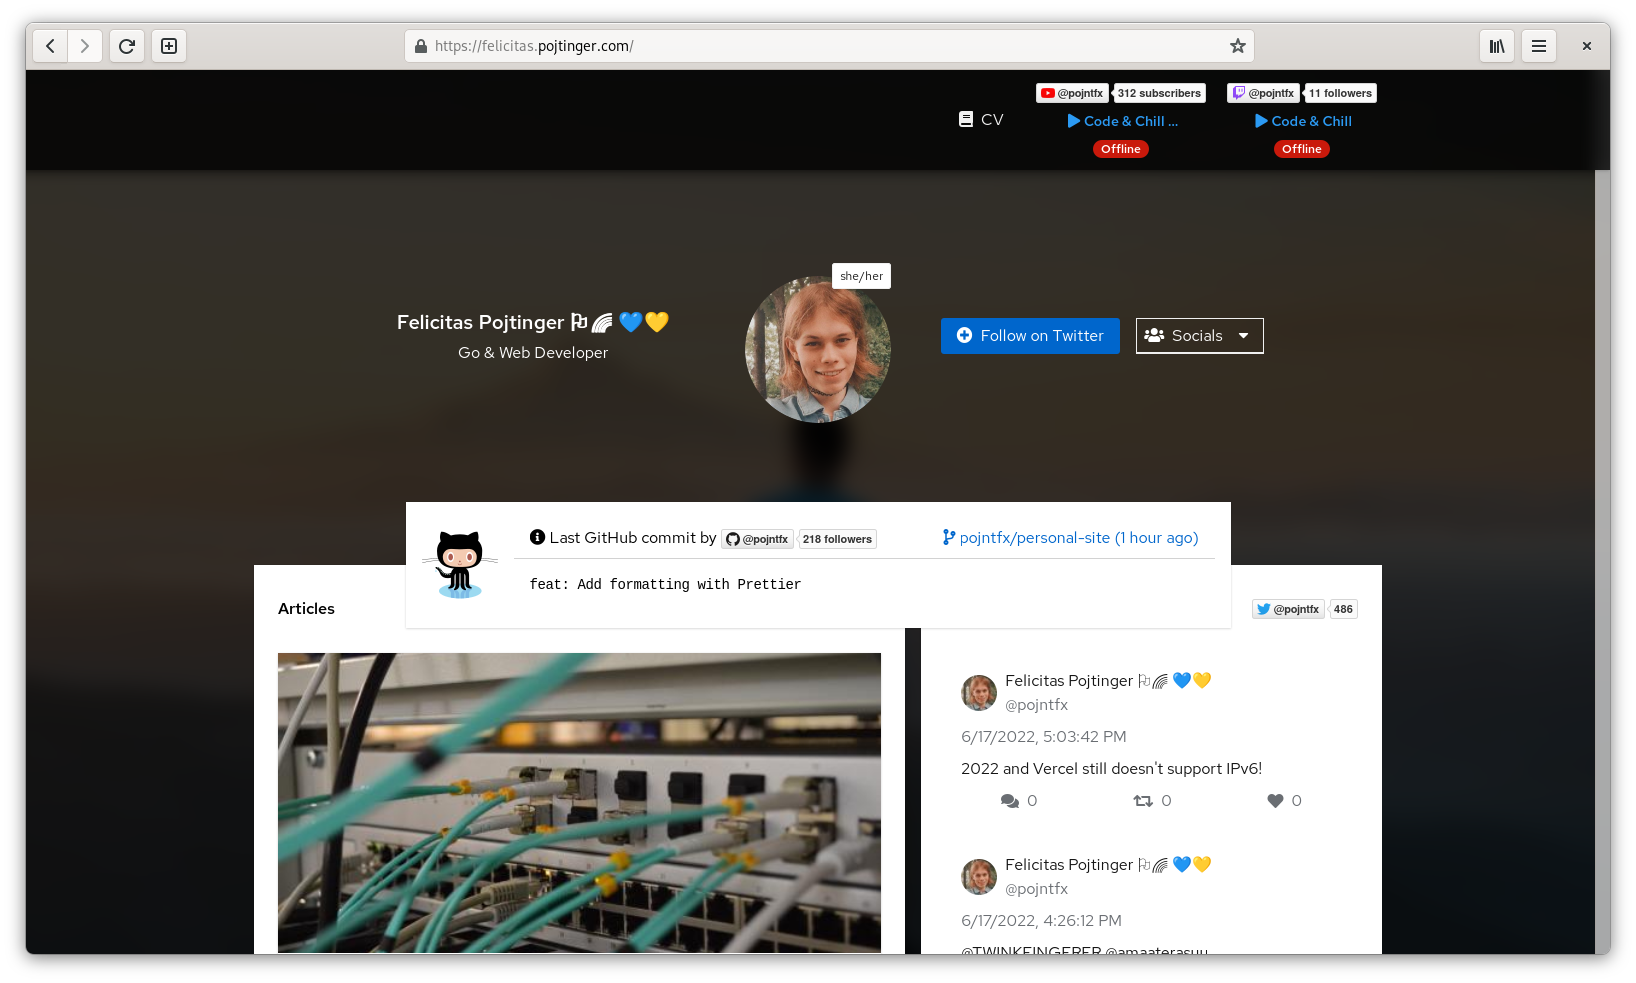 https://felicitas.pojtinger.com/
CV
@pojntfx 312 subscribers
Code & Chill ...
Offline
@pojntfx 11 followers
Code & Chill
Offline
she/her
Felicitas Pojtinger 🏳🌈 💙💛
Go & Web Developer
Follow on Twitter
Socials
Last GitHub commit by @pojntfx 218 followers
pojntfx/personal-site (1 hour ago)
feat: Add formatting with Prettier
Articles
@pojntfx 486
Felicitas Pojtinger 🏳🌈 💙💛
@pojntfx
6/17/2022, 5:03:42 PM
2022 and Vercel still doesn't support IPv6!
0 0 0
Felicitas Pojtinger 🏳🌈 💙💛
@pojntfx
6/17/2022, 4:26:12 PM
@TWINKFINGERER @amaaterasuu